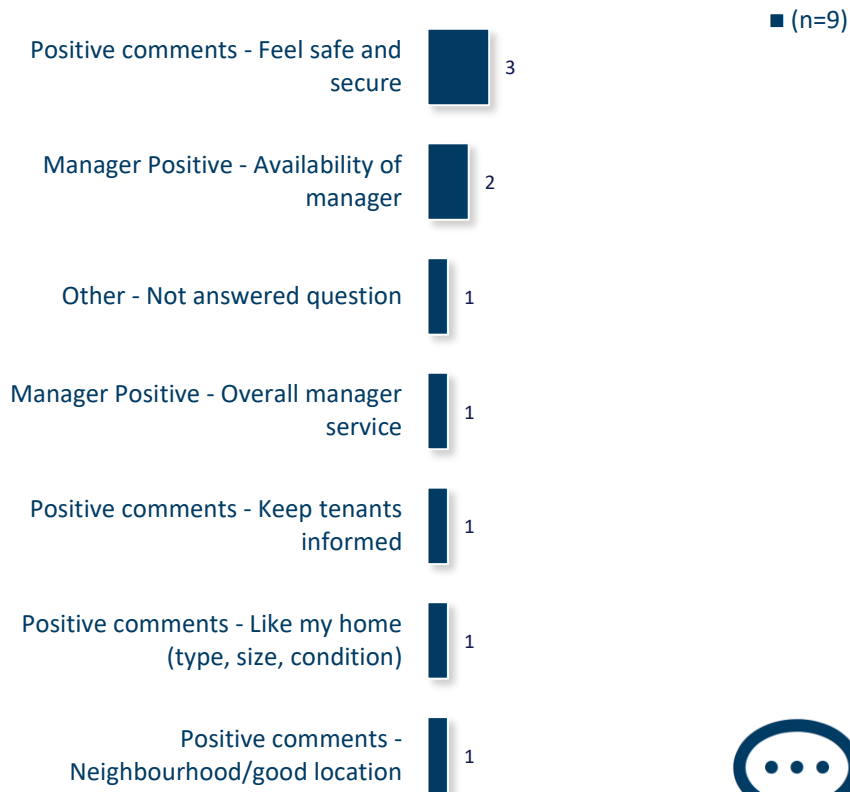 (n=9)
Positive comments - Feel safe and
secure
3
Manager Positive - Availability of
manager
2
Other - Not answered question
1
Manager Positive - Overall manager
service
1
Positive comments - Keep tenants
informed
1
Positive comments - Like my home
(type, size, condition)
1
Positive comments -
Neighbourhood/good location
1